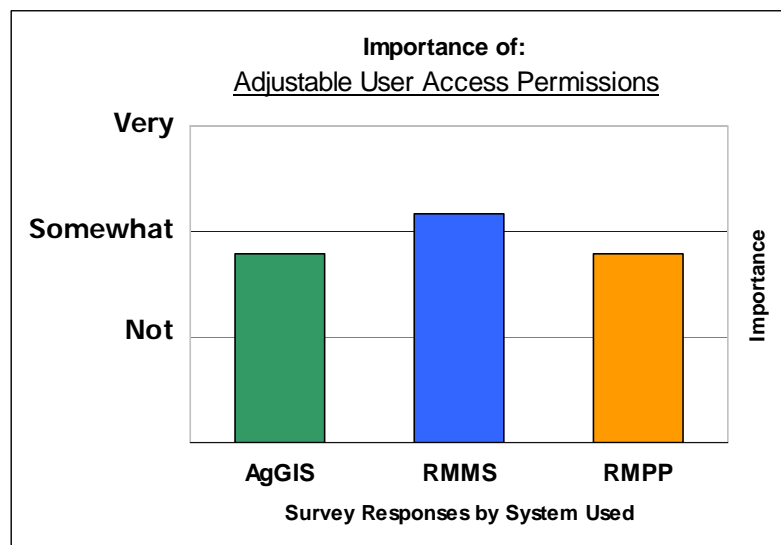 Importance of:
Adjustable User Access Permissions
Very
Somewhat
Not
Importance
AgGIS RMMS RMPP
Survey Responses by System Used